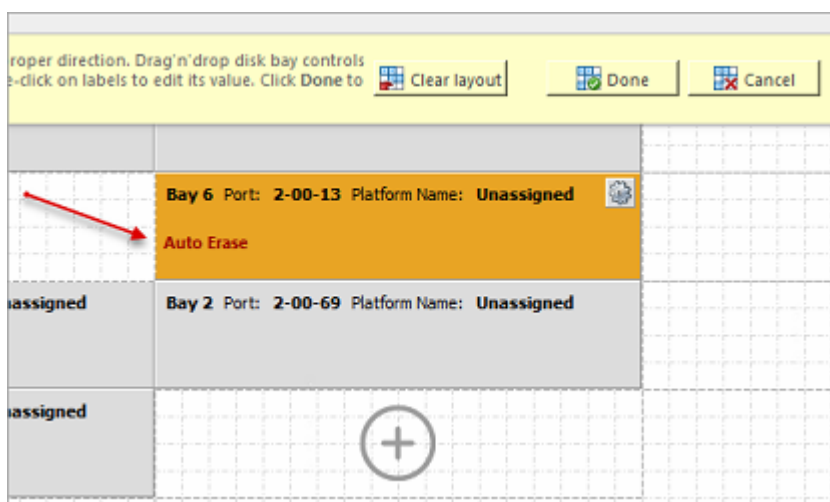 roper direction. Drag'n'drop disk bay controls
-click on labels to edit its value. Click Done to
Clear layout
Done
Cancel
Bay 6 Port: 2-00-13 Platform Name: Unassigned
Auto Erase
assigned
Bay 2 Port: 2-00-69 Platform Name: Unassigned
assigned